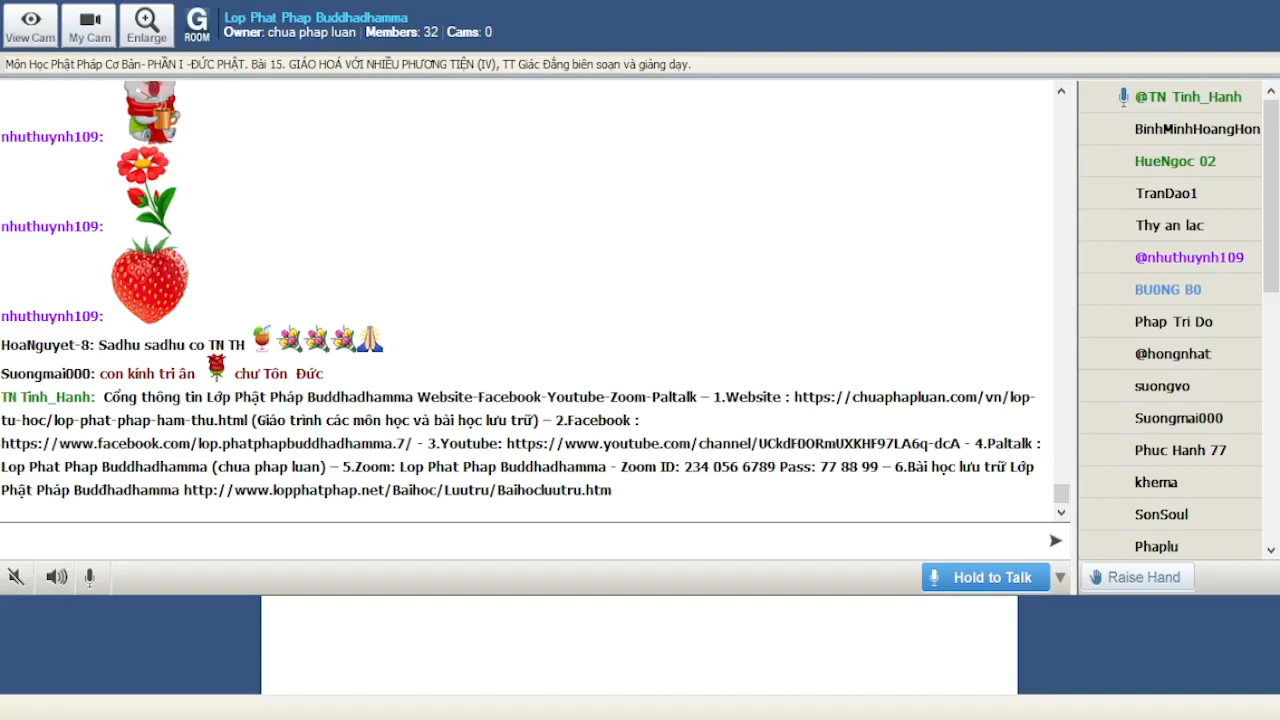 View Cam
My Cam
Enlarge
G
ROOM
Lop Phat Phap Buddhadhamma
Owner: chua phap luan | Members: 32 | Cams: 0
Môn Học Phật Pháp Cơ Bản- PHẦN I -ĐỨC PHẬT. Bài 15. GIÁO HOÁ VỚI NHIỀU PHƯƠNG TIỆN (IV), TT Giác Đẳng biên soạn và giảng dạy.
nhuthuynh109:
nhuthuynh109:
nhuthuynh109:
HoaNguyet-8: Sadhu sadhu co TN TH
Suongmai000: con kính tri ân chư Tôn Đức
TN Tinh_Hanh: Cổng thông tin Lớp Phật Pháp Buddhadhamma Website-Facebook-Youtube-Zoom-Paltalk – 1.Website : https://chuaphapluan.com/vn/lop-
tu-hoc/lop-phat-phap-ham-thu.html (Giáo trình các môn học và bài học lưu trữ) – 2.Facebook :
https://www.facebook.com/lop.phatphapbuddhadhamma.7/ - 3.Youtube: https://www.youtube.com/channel/UCkdF0ORmUXKHF97LA6q-dcA - 4.Paltalk :
Lop Phat Phap Buddhadhamma (chua phap luan) – 5.Zoom: Lop Phat Phap Buddhadhamma - Zoom ID: 234 056 6789 Pass: 77 88 99 – 6.Bài học lưu trữ Lớp
Phật Pháp Buddhadhamma http://www.lopphatphap.net/Baihoc/Luutru/Baihocluutru.htm
@TN Tinh_Hanh
BinhMinhHoangHon
HueNgoc 02
TranDao1
Thy an lac
@nhuthuynh109
BU0NG B0
Phap Tri Do
@hongnhat
suongvo
Suongmai000
Phuc Hanh 77
khema
SonSoul
Phaplu
Hold to Talk
Raise Hand